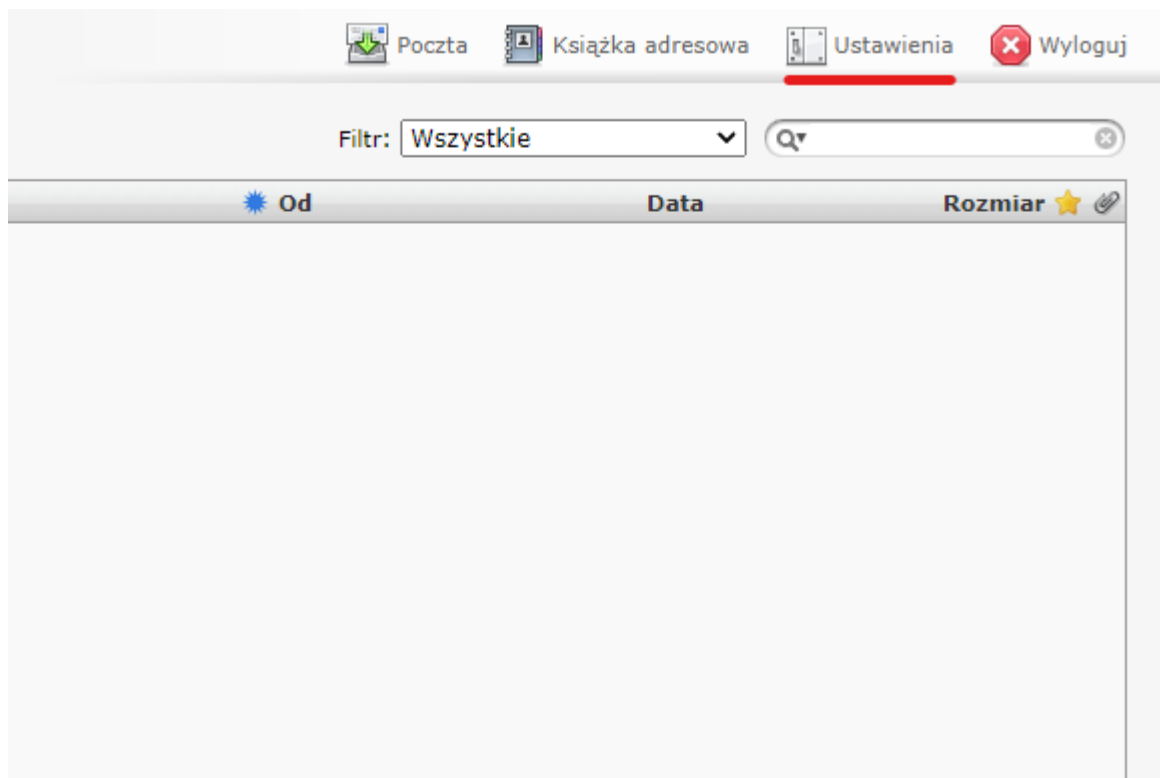 Poczta Książka adresowa Ustawienia Wyloguj
Filtr: Wszystkie
Od Data Rozmiar